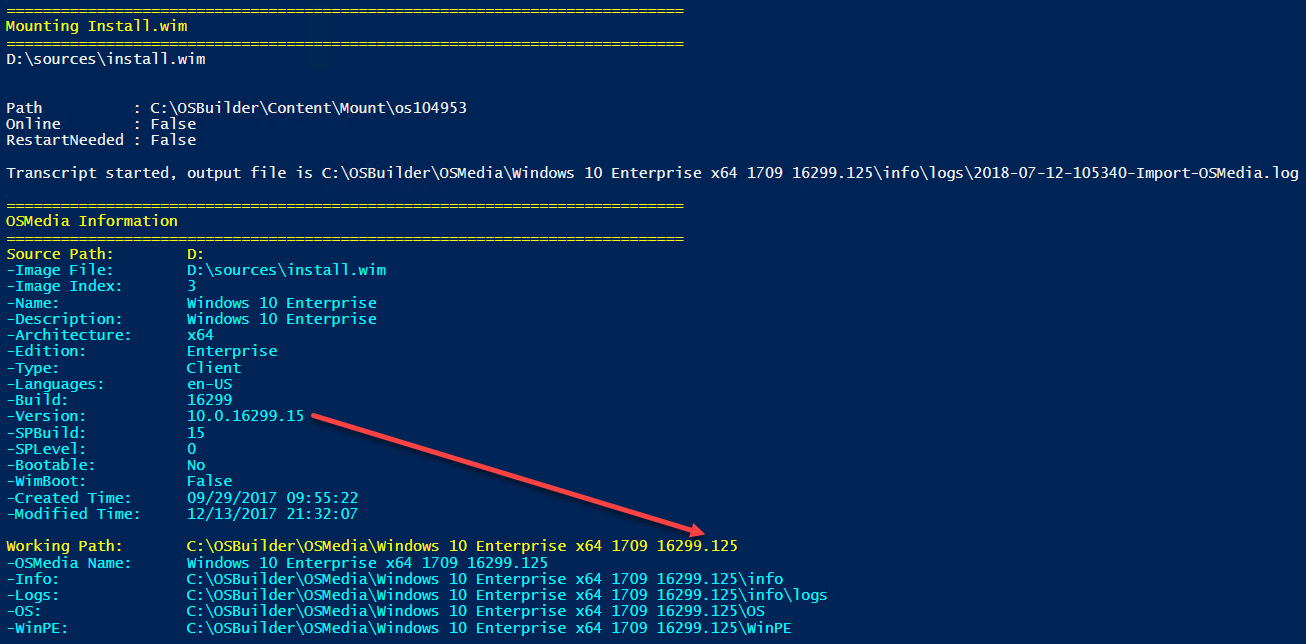 ===========================================================================
Mounting Install.wim
===========================================================================
D:\sources\install.wim
Path          : C:\OSBuilder\Content\Mount\os104953
Online        : False
RestartNeeded : False
Transcript started, output file is C:\OSBuilder\OSMedia\Windows 10 Enterprise x64 1709 16299.125\info\logs\2018-07-12-105340-Import-OSMedia.log
===========================================================================
OSMedia Information
===========================================================================
Source Path:        D:
-Image File:        D:\sources\install.wim
-Image Index:       3
-Name:              Windows 10 Enterprise
-Description:       Windows 10 Enterprise
-Architecture:      x64
-Edition:           Enterprise
-Type:              Client
-Languages:         en-US
-Build:             16299
-Version:           10.0.16299.15
-SPBuild:           15
-SPLevel:           0
-Bootable:          No
-WimBoot:           False
-Created Time:      09/29/2017 09:55:22
-Modified Time:     12/13/2017 21:32:07
Working Path:       C:\OSBuilder\OSMedia\Windows 10 Enterprise x64 1709 16299.125
-OSMedia Name:      Windows 10 Enterprise x64 1709 16299.125
-Info:              C:\OSBuilder\OSMedia\Windows 10 Enterprise x64 1709 16299.125\info
-Logs:              C:\OSBuilder\OSMedia\Windows 10 Enterprise x64 1709 16299.125\info\logs
-OS:                C:\OSBuilder\OSMedia\Windows 10 Enterprise x64 1709 16299.125\OS
-WinPE:             C:\OSBuilder\OSMedia\Windows 10 Enterprise x64 1709 16299.125\WinPE